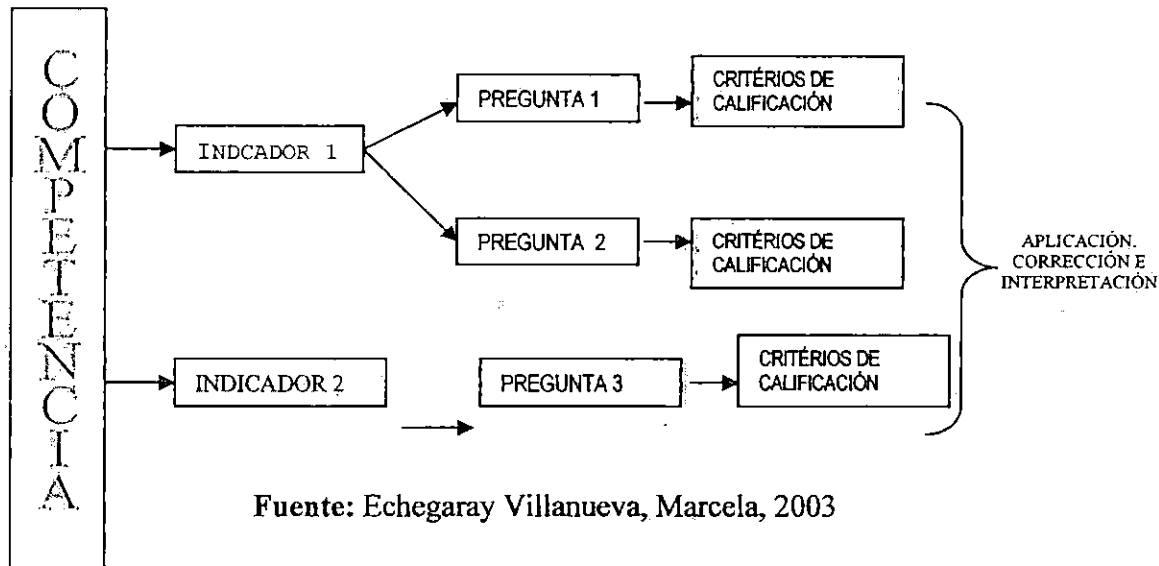 COMPETENCIA
INDCADOR 1
PREGUNTA 1
CRITÉRIOS DE
CALIFICACIÓN
PREGUNTA 2
CRITÉRIOS DE
CALIFICACIÓN
INDICADOR 2
PREGUNTA 3
CRITÉRIOS DE
CALIFICACIÓN
APLICACIÓN.
CORRECCIÓN E
INTERPRETACIÓN
Fuente: Echegaray Villanueva, Marcela, 2003